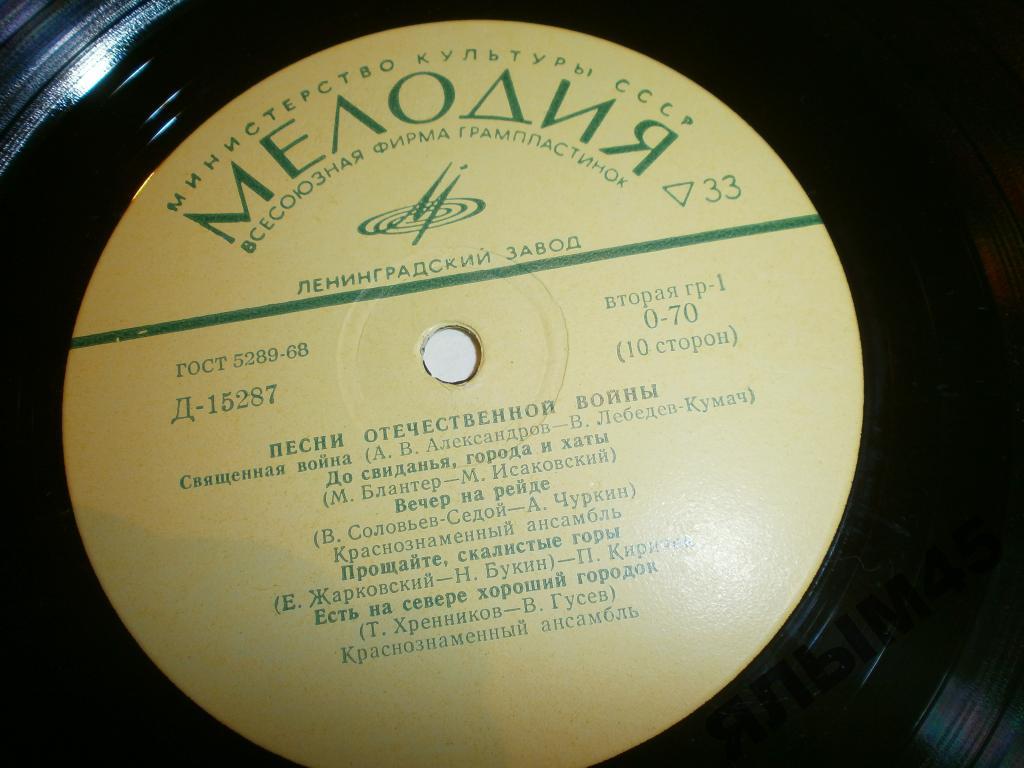 МИНИСТЕРСТВО КУЛЬТУРЫ СССР
МЕЛОДИЯ
ВСЕСОЮЗНАЯ ФИРМА ГРАМПЛАСТИНОК
33
ЛЕНИНГРАДСКИЙ ЗАВОД
ГОСТ 5289-68
Д-15287
вторая гр-1
0-70
(10 сторон)
ПЕСНИ ОТЕЧЕСТВЕННОЙ ВОЙНЫ
Священная война (А. В. Александров—В. Лебедев-Кумач)
До свиданья, города и хаты
(М. Блантер—М. Исаковский)
Вечер на рейде
(В. Соловьев-Седой—А. Чуркин)
Краснознаменный ансамбль
Прощайте, скалистые горы
(Е. Жарковский—Н. Букин)—П. Киричек
Есть на севере хороший городок
(Т. Хренников—В. Гусев)
Краснознаменный ансамбль
ЯЛЫМ45